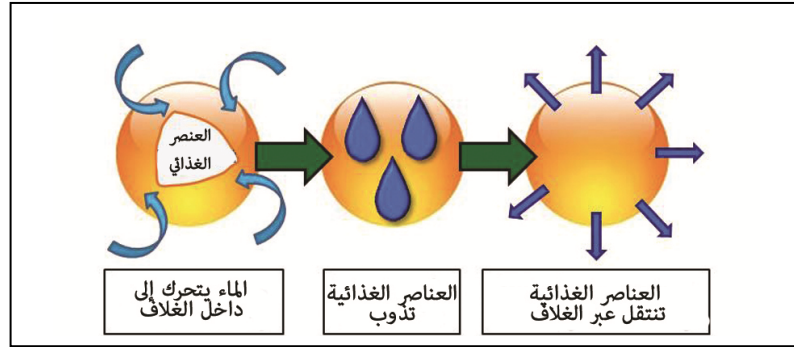 العنصر
الغذائي
الماء يتحرك إلى
داخل الغلاف
العناصر الغذائية
تذوب
العناصر الغذائية
تنتقل عبر الغلاف